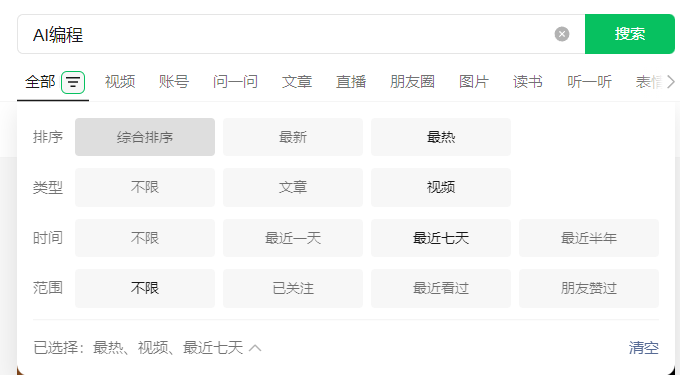 AI编程 搜索
全部 视频 账号 问一问 文章 直播 朋友圈 图片 读书 听一听 表情
排序 综合排序 最新 最热
类型 不限 文章 视频
时间 不限 最近一天 最近七天 最近半年
范围 不限 已关注 最近看过 朋友赞过
已选择：最热、视频、最近七天 清空